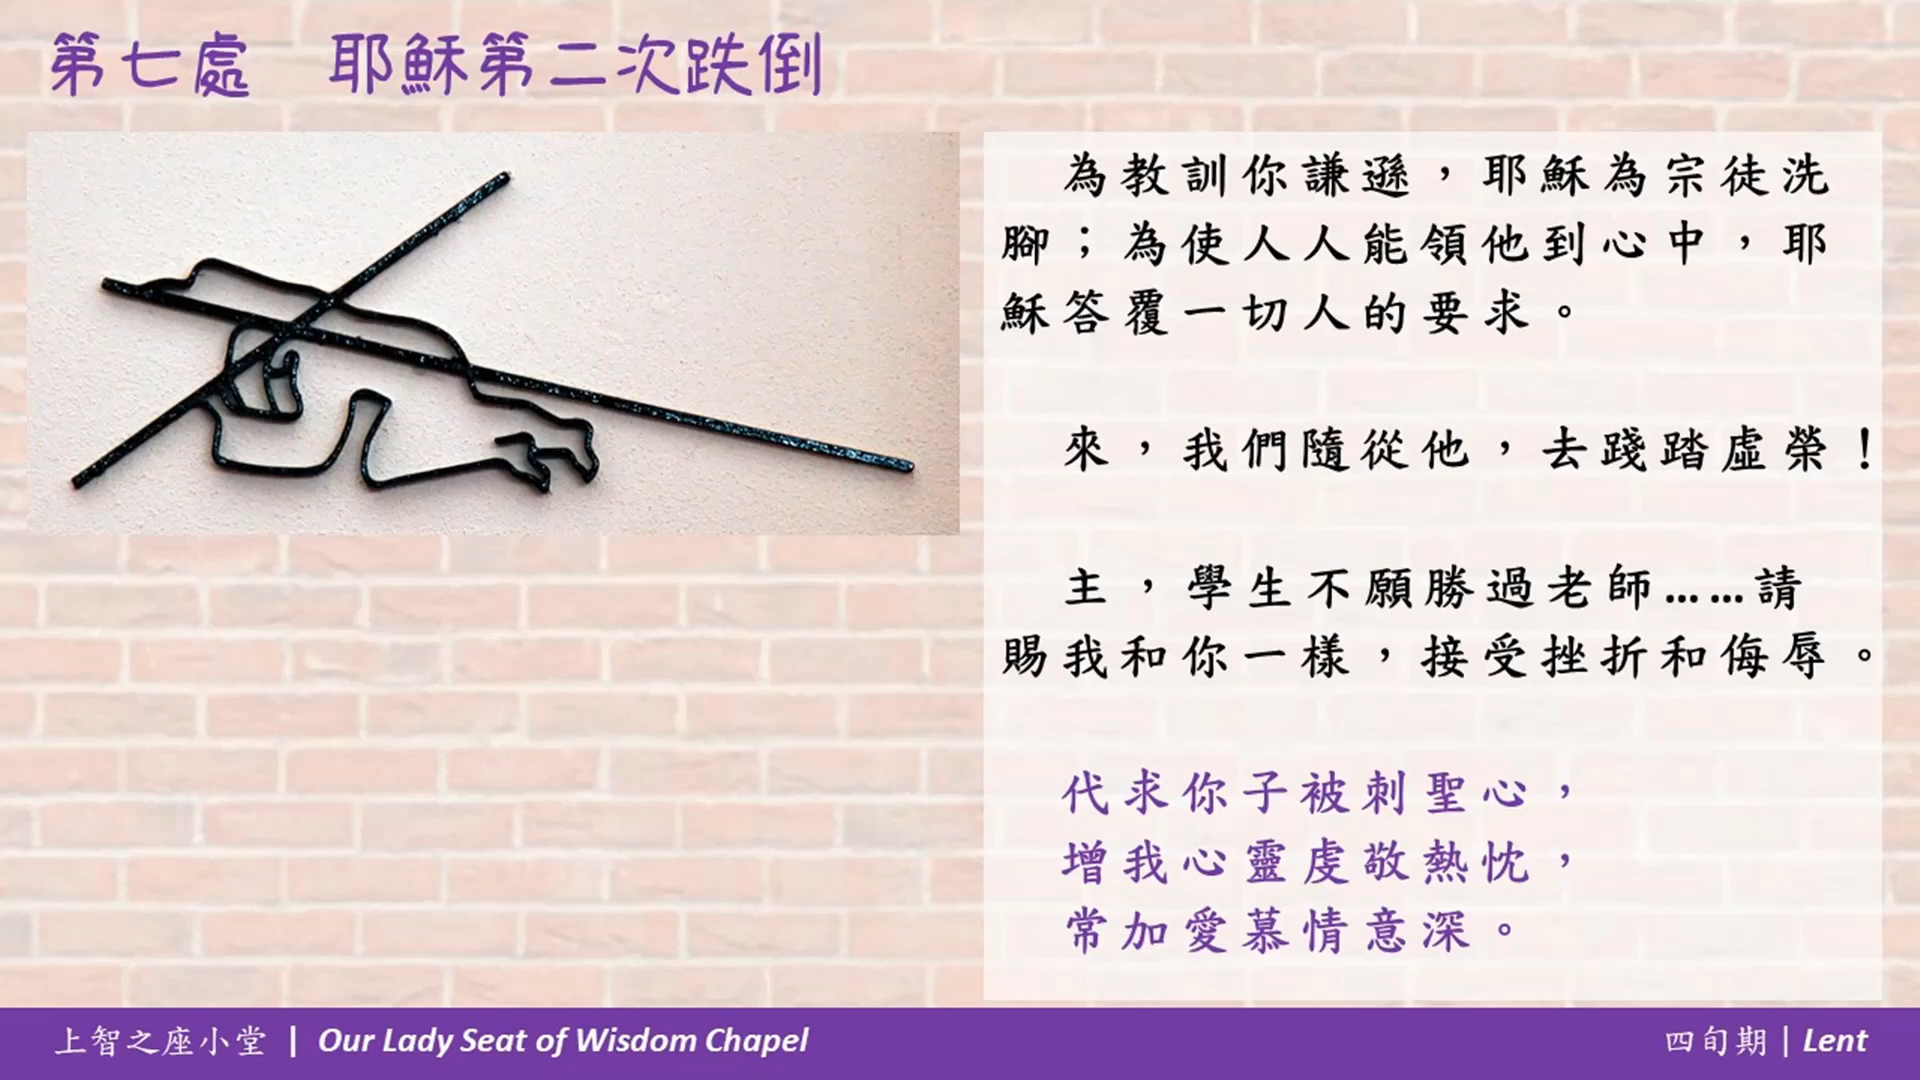 第七處　耶穌第二次跌倒
為教訓你謙遜，耶穌為宗徒洗
腳；為使人人能領他到心中，耶
穌答覆一切人的要求。
來，我們隨從他，去踐踏虛榮！
主，學生不願勝過老師……請
賜我和你一樣，接受挫折和侮辱。
代求你子被刺聖心，
增我心靈虔敬熱忱，
常加愛慕情意深。
上智之座小堂 | Our Lady Seat of Wisdom Chapel
四旬期 | Lent